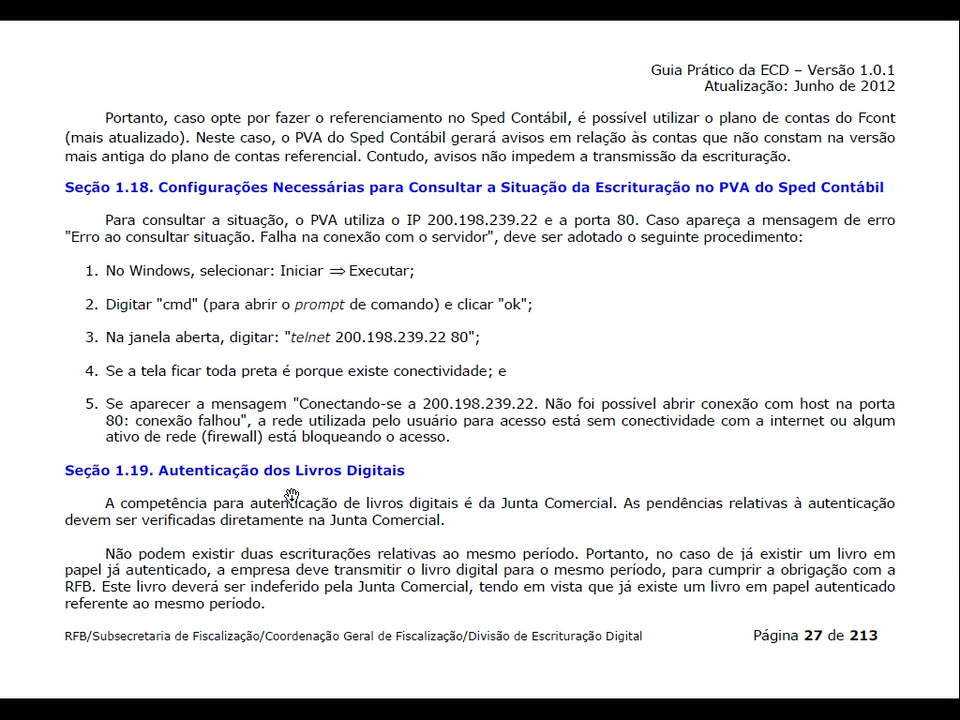 Guia Prático da ECD – Versão 1.0.1
Atualização: Junho de 2012
Portanto, caso opte por fazer o referenciamento no Sped Contábil, é possível utilizar o plano de contas do Fcont
(mais atualizado). Neste caso, o PVA do Sped Contábil gerará avisos em relação às contas que não constam na versão
mais antiga do plano de contas referencial. Contudo, avisos não impedem a transmissão da escrituração.
Seção 1.18. Configurações Necessárias para Consultar a Situação da Escrituração no PVA do Sped Contábil
Para consultar a situação, o PVA utiliza o IP 200.198.239.22 e a porta 80. Caso apareça a mensagem de erro
"Erro ao consultar situação. Falha na conexão com o servidor", deve ser adotado o seguinte procedimento:
1. No Windows, selecionar: Iniciar ⇒ Executar;
2. Digitar "cmd" (para abrir o prompt de comando) e clicar "ok";
3. Na janela aberta, digitar: "telnet 200.198.239.22 80";
4. Se a tela ficar toda preta é porque existe conectividade; e
5. Se aparecer a mensagem "Conectando-se a 200.198.239.22. Não foi possível abrir conexão com host na porta
80: conexão falhou", a rede utilizada pelo usuário para acesso está sem conectividade com a internet ou algum
ativo de rede (firewall) está bloqueando o acesso.
Seção 1.19. Autenticação dos Livros Digitais
A competência para autenticação de livros digitais é da Junta Comercial. As pendências relativas à autenticação
devem ser verificadas diretamente na Junta Comercial.
Não podem existir duas escriturações relativas ao mesmo período. Portanto, no caso de já existir um livro em
papel já autenticado, a empresa deve transmitir o livro digital para o mesmo período, para cumprir a obrigação com a
RFB. Este livro deverá ser indeferido pela Junta Comercial, tendo em vista que já existe um livro em papel autenticado
referente ao mesmo período.
RFB/Subsecretaria de Fiscalização/Coordenação Geral de Fiscalização/Divisão de Escrituração Digital
Página 27 de 213